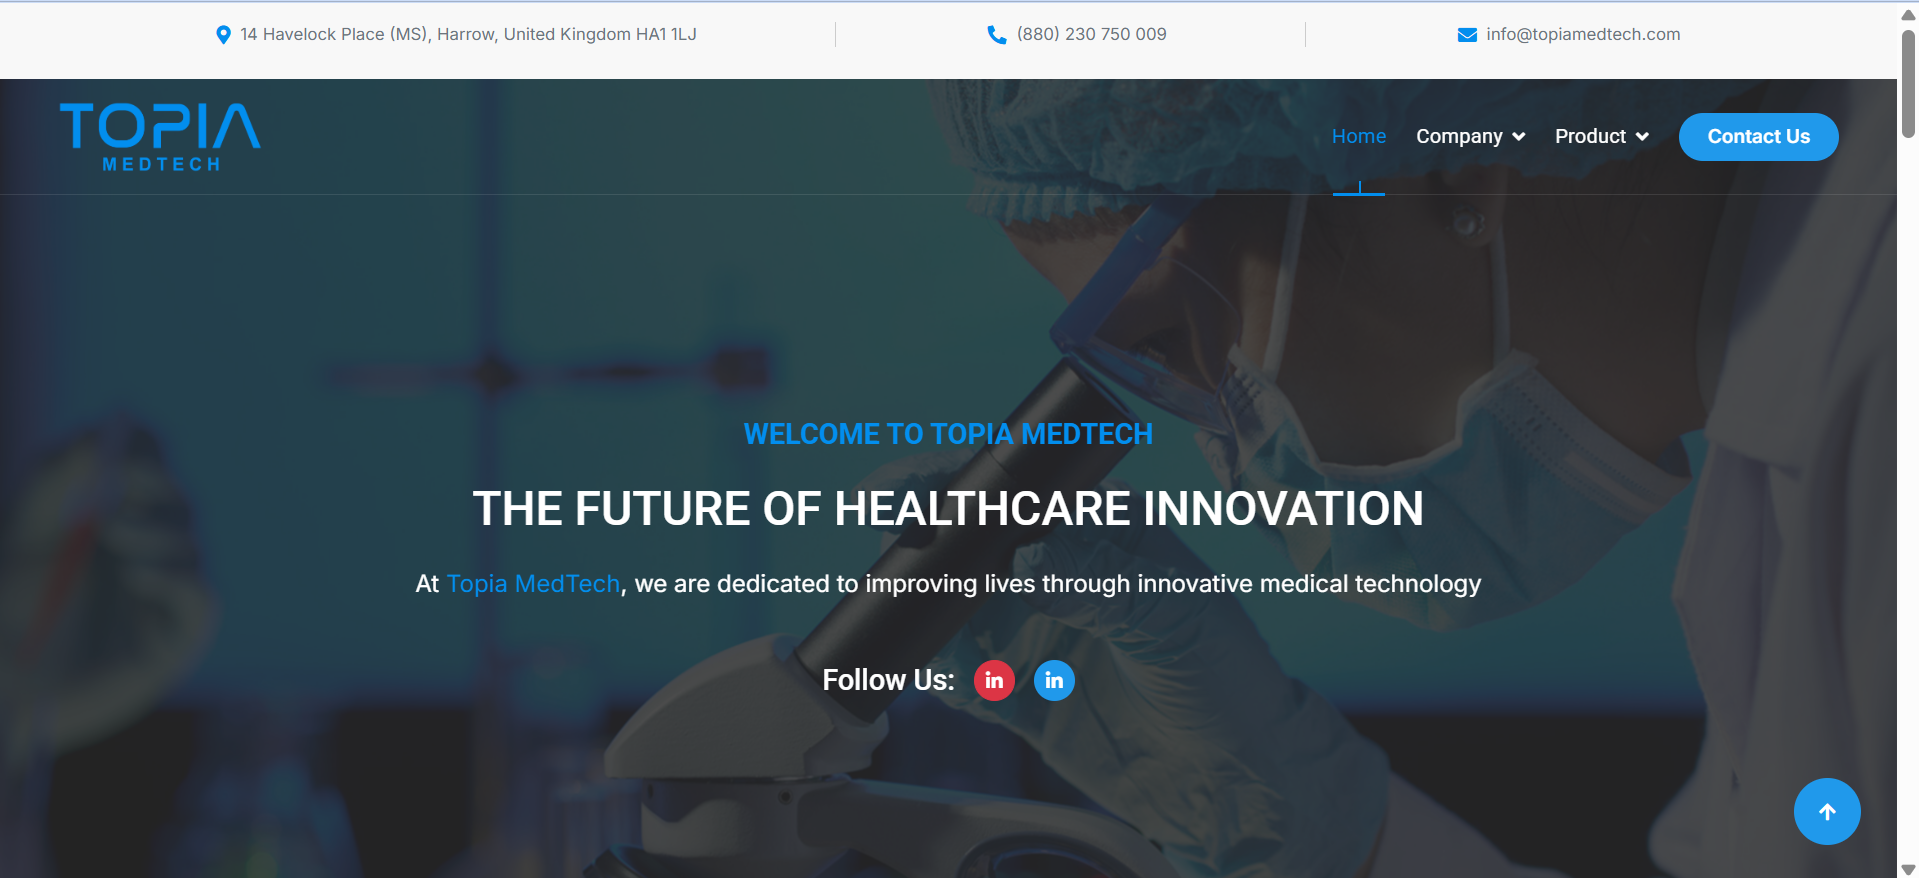 14 Havelock Place (MS), Harrow, United Kingdom HA1 1LJ
(880) 230 750 009
info@topiamedtech.com
TOPIA
MEDTECH
Home
Company
Product
Contact Us
WELCOME TO TOPIA MEDTECH
THE FUTURE OF HEALTHCARE INNOVATION
At Topia MedTech, we are dedicated to improving lives through innovative medical technology
Follow Us:
in
in